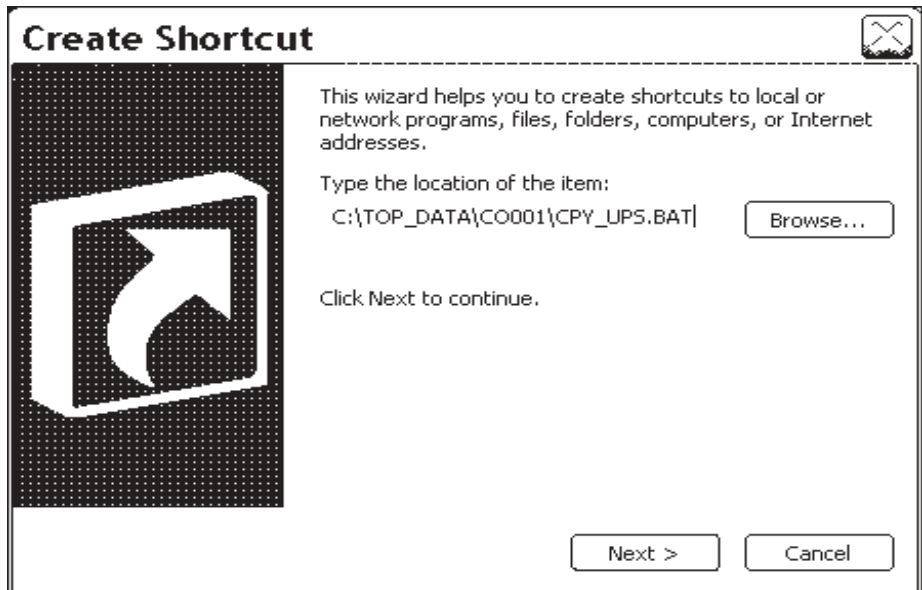 Create Shortcut
This wizard helps you to create shortcuts to local or
network programs, files, folders, computers, or Internet
addresses.
Type the location of the item:
C:\TOP_DATA\CO001\CPY_UPS.BAT
Browse...
Click Next to continue.
Next >
Cancel